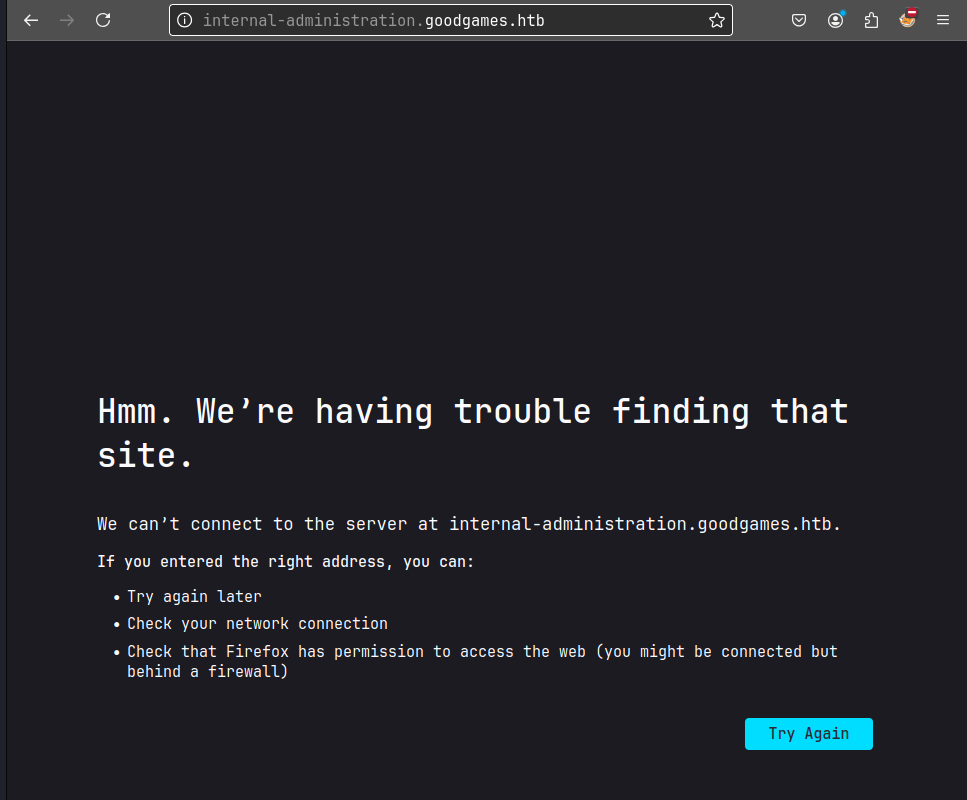 internal-administration.goodgames.htb
Hmm. We’re having trouble finding that
site.
We can’t connect to the server at internal-administration.goodgames.htb.
If you entered the right address, you can:
• Try again later
• Check your network connection
• Check that Firefox has permission to access the web (you might be connected but
behind a firewall)
Try Again